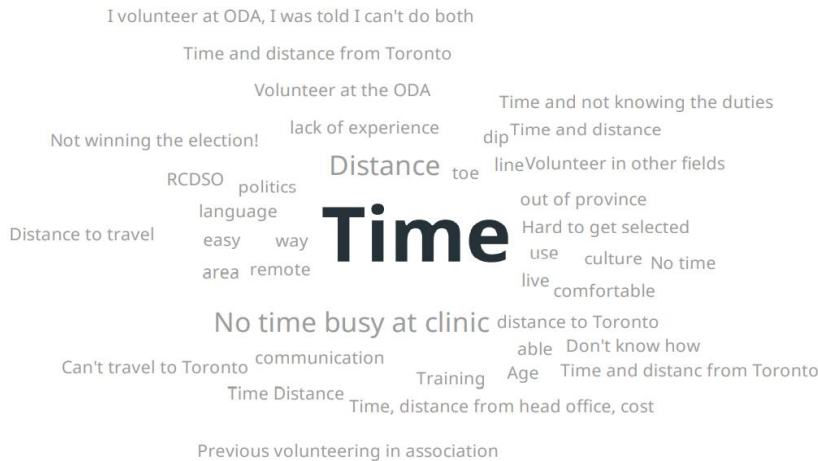 I volunteer at ODA, I was told I can't do both
Time and distance from Toronto
Volunteer at the ODA
Time and not knowing the duties
Not winning the election!
lack of experience
dip
Time and distance
Distance
toe
line
Volunteer in other fields
RCDSO
politics
out of province
language
Time
Hard to get selected
Distance to travel
easy
way
use
culture
No time
area
remote
live
comfortable
No time busy at clinic
distance to Toronto
able
Don't know how
Can't travel to Toronto
communication
Training
Age
Time and distanc from Toronto
Time Distance
Time, distance from head office, cost
Previous volunteering in association